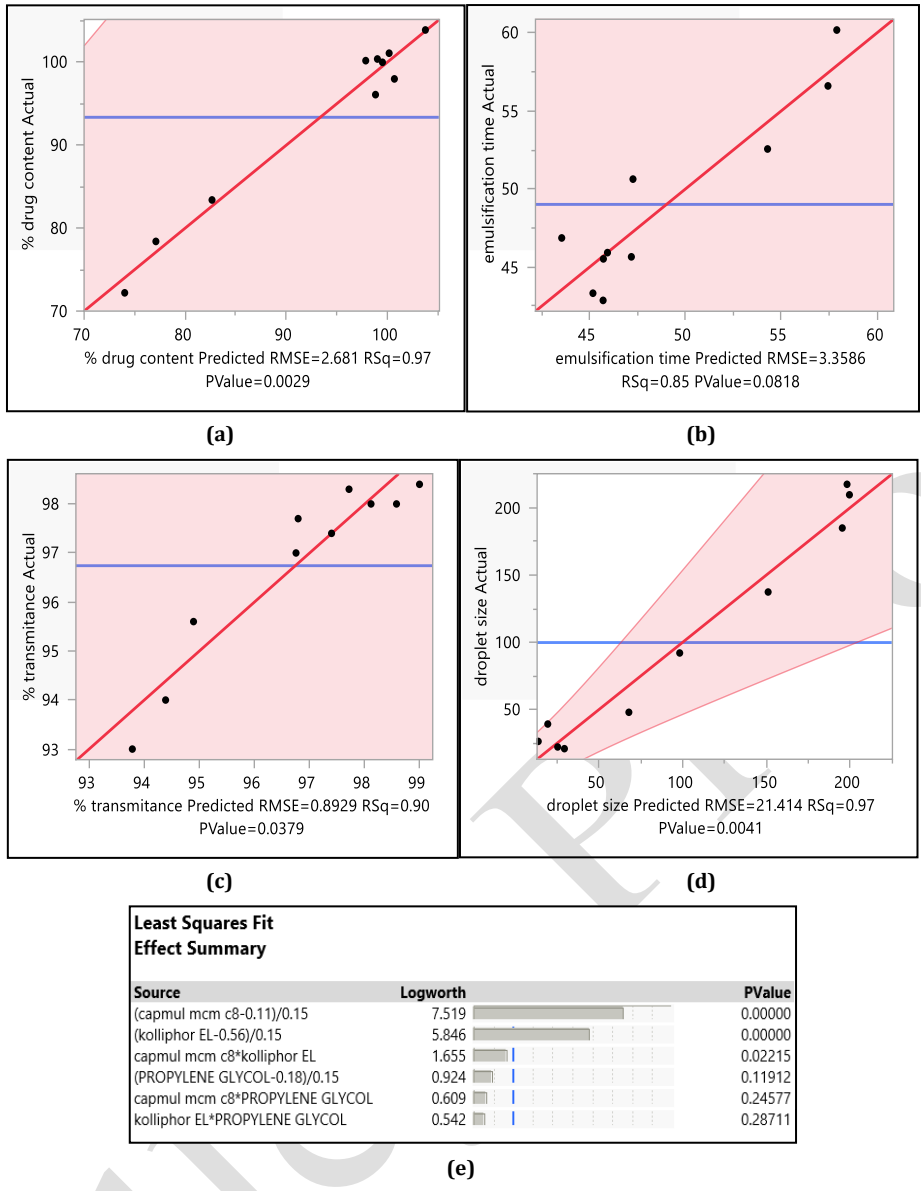 % drug content Actual
100
90
80
70
70 80 90 100
% drug content Predicted RMSE=2.681 RSq=0.97
PValue=0.0029
(a)
emulsification time Actual
60
55
50
45
45 50 55 60
emulsification time Predicted RMSE=3.3586
RSq=0.85 PValue=0.0818
(b)
% transmitance Actual
98
97
96
95
94
93
93 94 95 96 97 98 99
% transmitance Predicted RMSE=0.8929 RSq=0.90
PValue=0.0379
(c)
droplet size Actual
200
150
100
50
50 100 150 200
droplet size Predicted RMSE=21.414 RSq=0.97
PValue=0.0041
(d)
Least Squares Fit
Effect Summary
Source Logworth PValue
(capmul mcm c8-0.11)/0.15 7.519 0.00000
(kolliphor EL-0.56)/0.15 5.846 0.00000
capmul mcm c8*kolliphor EL 1.655 0.02215
(PROPYLENE GLYCOL-0.18)/0.15 0.924 0.11912
capmul mcm c8*PROPYLENE GLYCOL 0.609 0.24577
kolliphor EL*PROPYLENE GLYCOL 0.542 0.28711
(e)